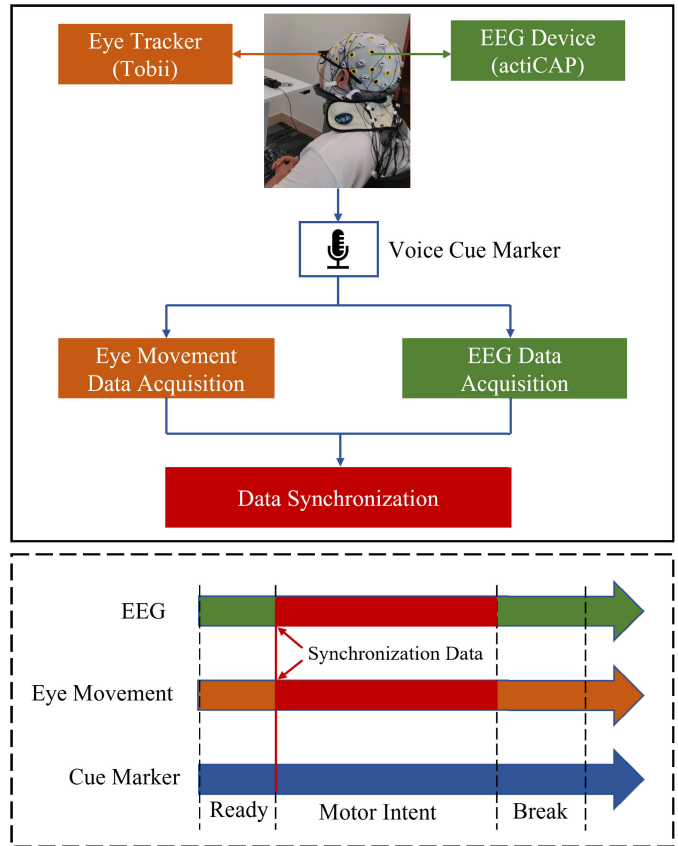 Eye Tracker
(Tobii)
EEG Device
(actiCAP)
Voice Cue Marker
Eye Movement
Data Acquisition
EEG Data
Acquisition
Data Synchronization
EEG
Synchronization Data
Eye Movement
Cue Marker
Ready
Motor Intent
Break